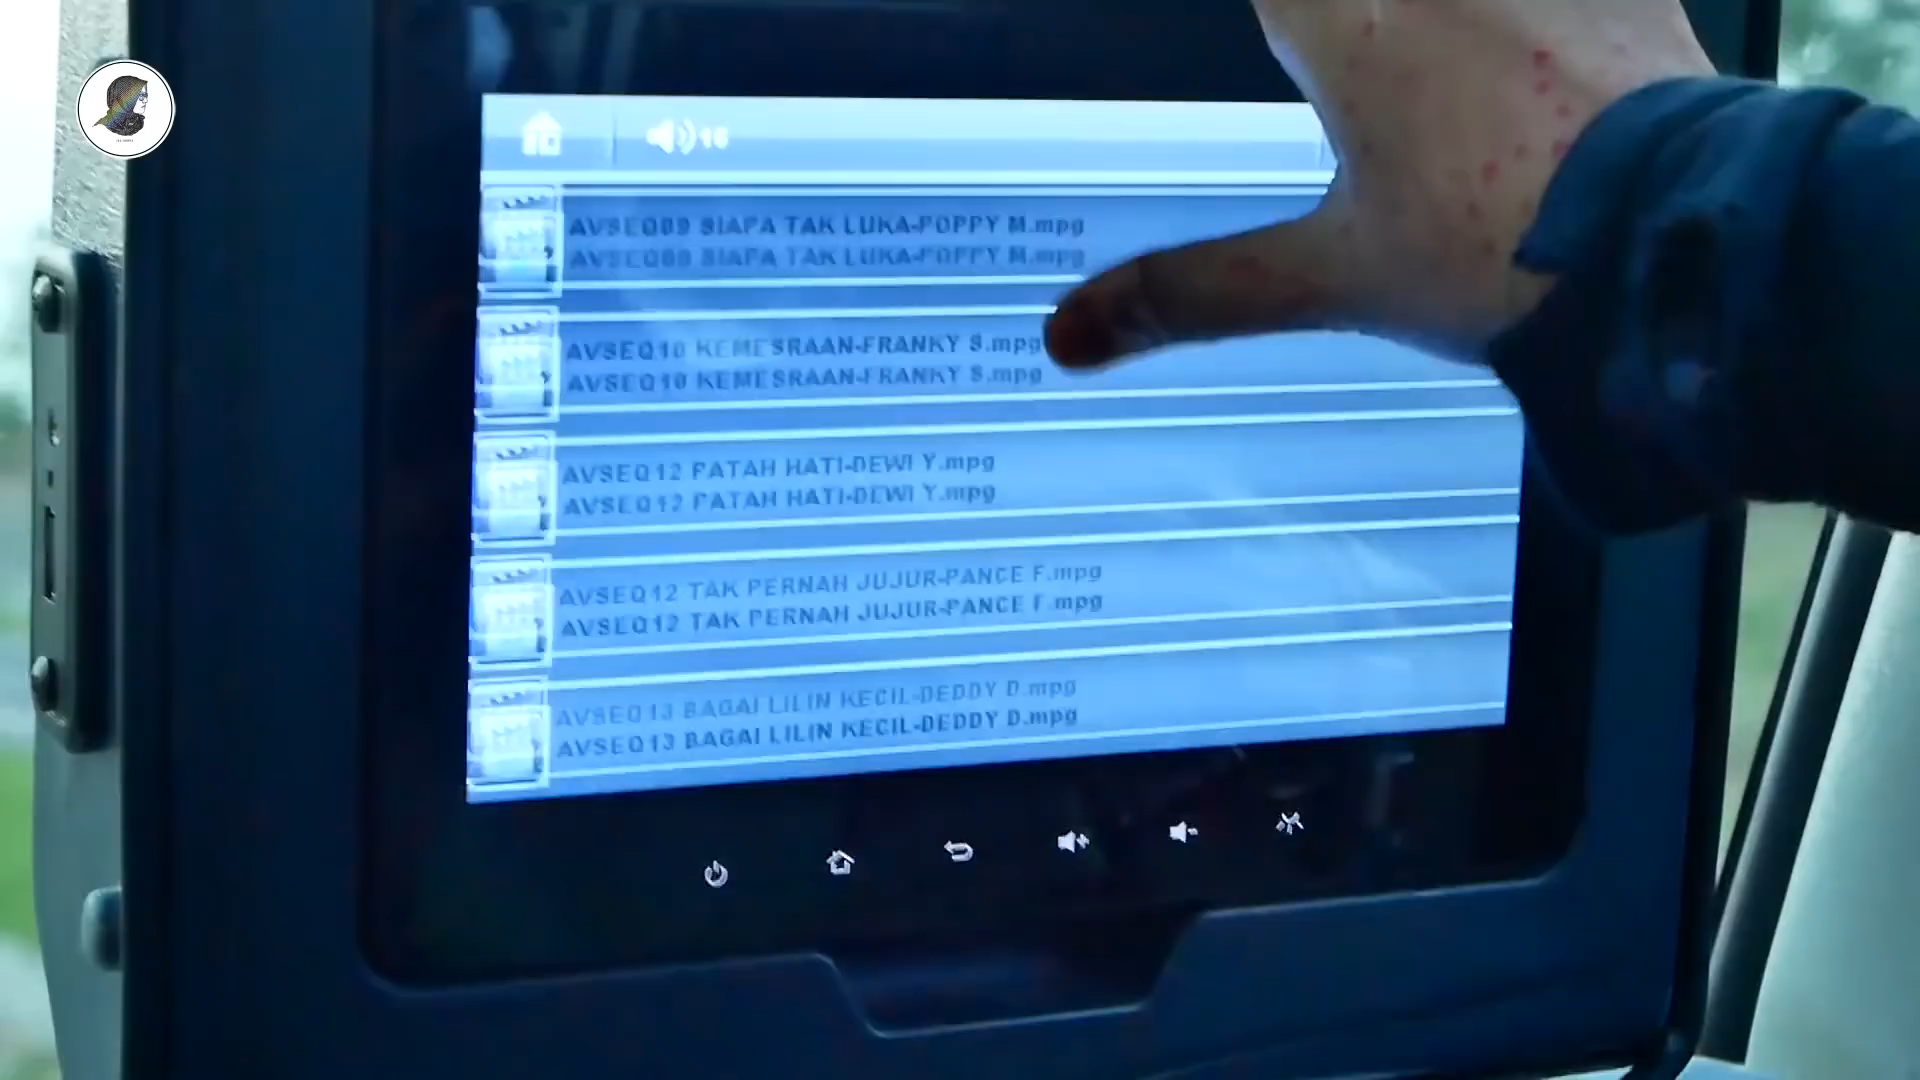 16
AVSEQ09 SIAPA TAK LUKA-POPPY M.mpg
AVSEQ09 SIAPA TAK LUKA-POPPY M.mpg
AVSEQ10 KEMESRAAN-FRANKY S.mpg
AVSEQ10 KEMESRAAN-FRANKY S.mpg
AVSEQ12 PATAH HATI-DEWI Y.mpg
AVSEQ12 PATAH HATI-DEWI Y.mpg
AVSEQ12 TAK PERNAH JUJUR-PANCE F.mpg
AVSEQ12 TAK PERNAH JUJUR-PANCE F.mpg
AVSEQ13 BAGAI LILIN KECIL-DEDDY D.mpg
AVSEQ13 BAGAI LILIN KECIL-DEDDY D.mpg